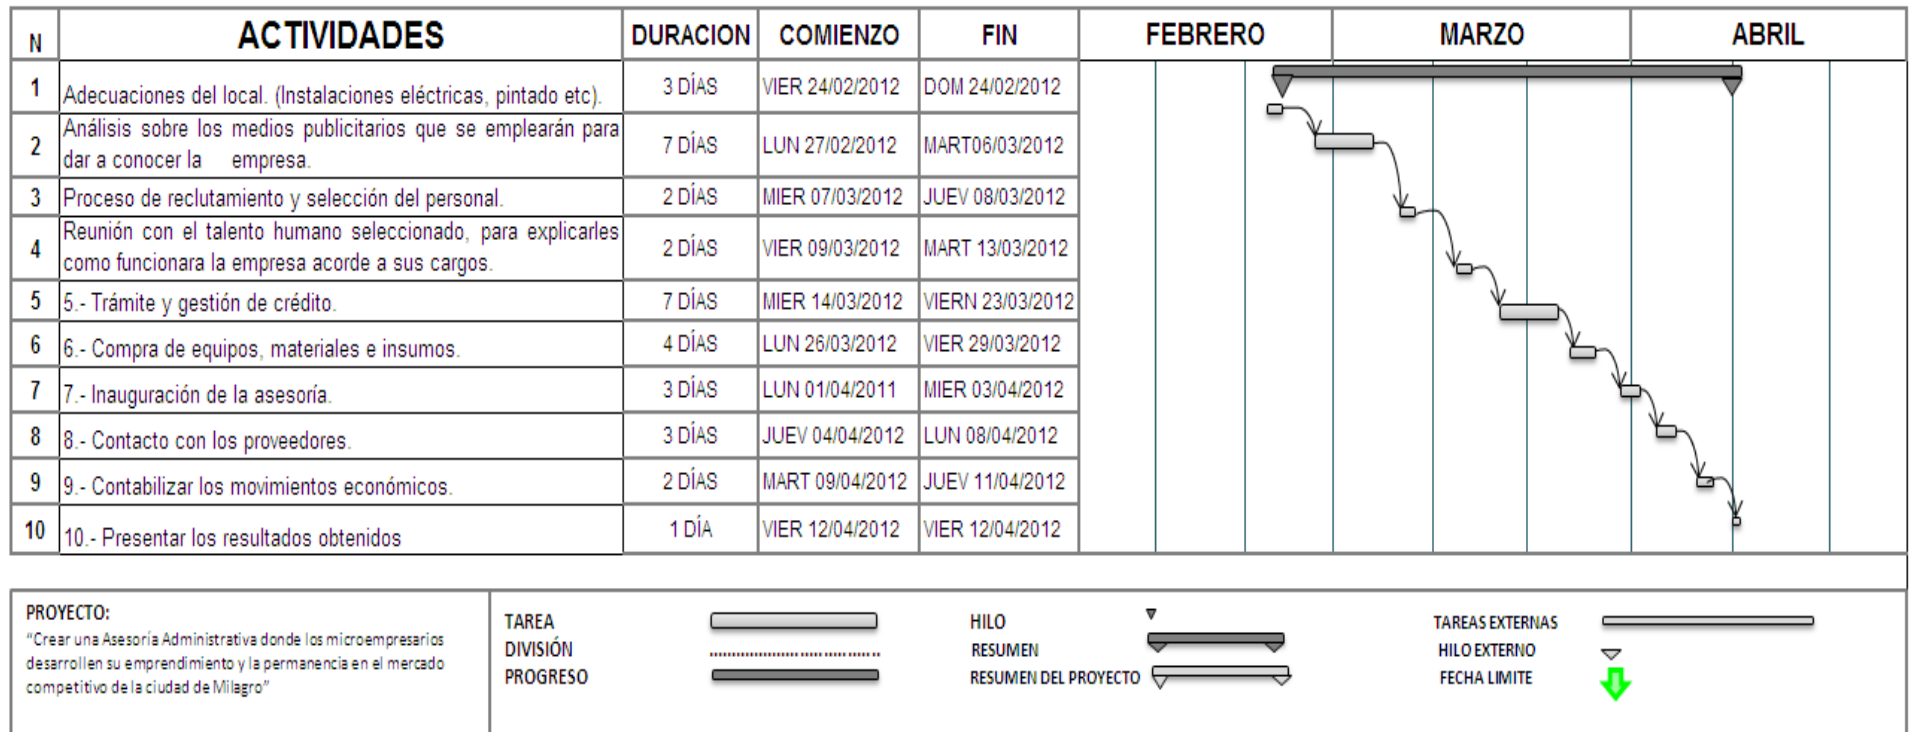 N ACTIVIDADES DURACION COMIENZO FIN FEBRERO MARZO ABRIL
1 Adecuaciones del local. (Instalaciones eléctricas, pintado etc). 3 DÍAS VIER 24/02/2012 DOM 24/02/2012
2 Análisis sobre los medios publicitarios que se emplearán para
dar a conocer la empresa. 7 DÍAS LUN 27/02/2012 MART06/03/2012
3 Proceso de reclutamiento y selección del personal. 2 DÍAS MIER 07/03/2012 JUEV 08/03/2012
4 Reunión con el talento humano seleccionado, para explicarles
como funcionara la empresa acorde a sus cargos. 2 DÍAS VIER 09/03/2012 MART 13/03/2012
5 5.- Trámite y gestión de crédito. 7 DÍAS MIER 14/03/2012 VIERN 23/03/2012
6 6.- Compra de equipos, materiales e insumos. 4 DÍAS LUN 26/03/2012 VIER 29/03/2012
7 7.- Inauguración de la asesoría. 3 DÍAS LUN 01/04/2011 MIER 03/04/2012
8 8.- Contacto con los proveedores. 3 DÍAS JUEV 04/04/2012 LUN 08/04/2012
9 9.- Contabilizar los movimientos económicos. 2 DÍAS MART 09/04/2012 JUEV 11/04/2012
10 10.- Presentar los resultados obtenidos 1 DÍA VIER 12/04/2012 VIER 12/04/2012
PROYECTO:
"Crear una Asesoría Administrativa donde los microempresarios
desarrollen su emprendimiento y la permanencia en el mercado
competitivo de la ciudad de Milagro"
TAREA
DIVISIÓN
PROGRESO
HILO
RESUMEN
RESUMEN DEL PROYECTO
TAREAS EXTERNAS
HILO EXTERNO
FECHA LIMITE